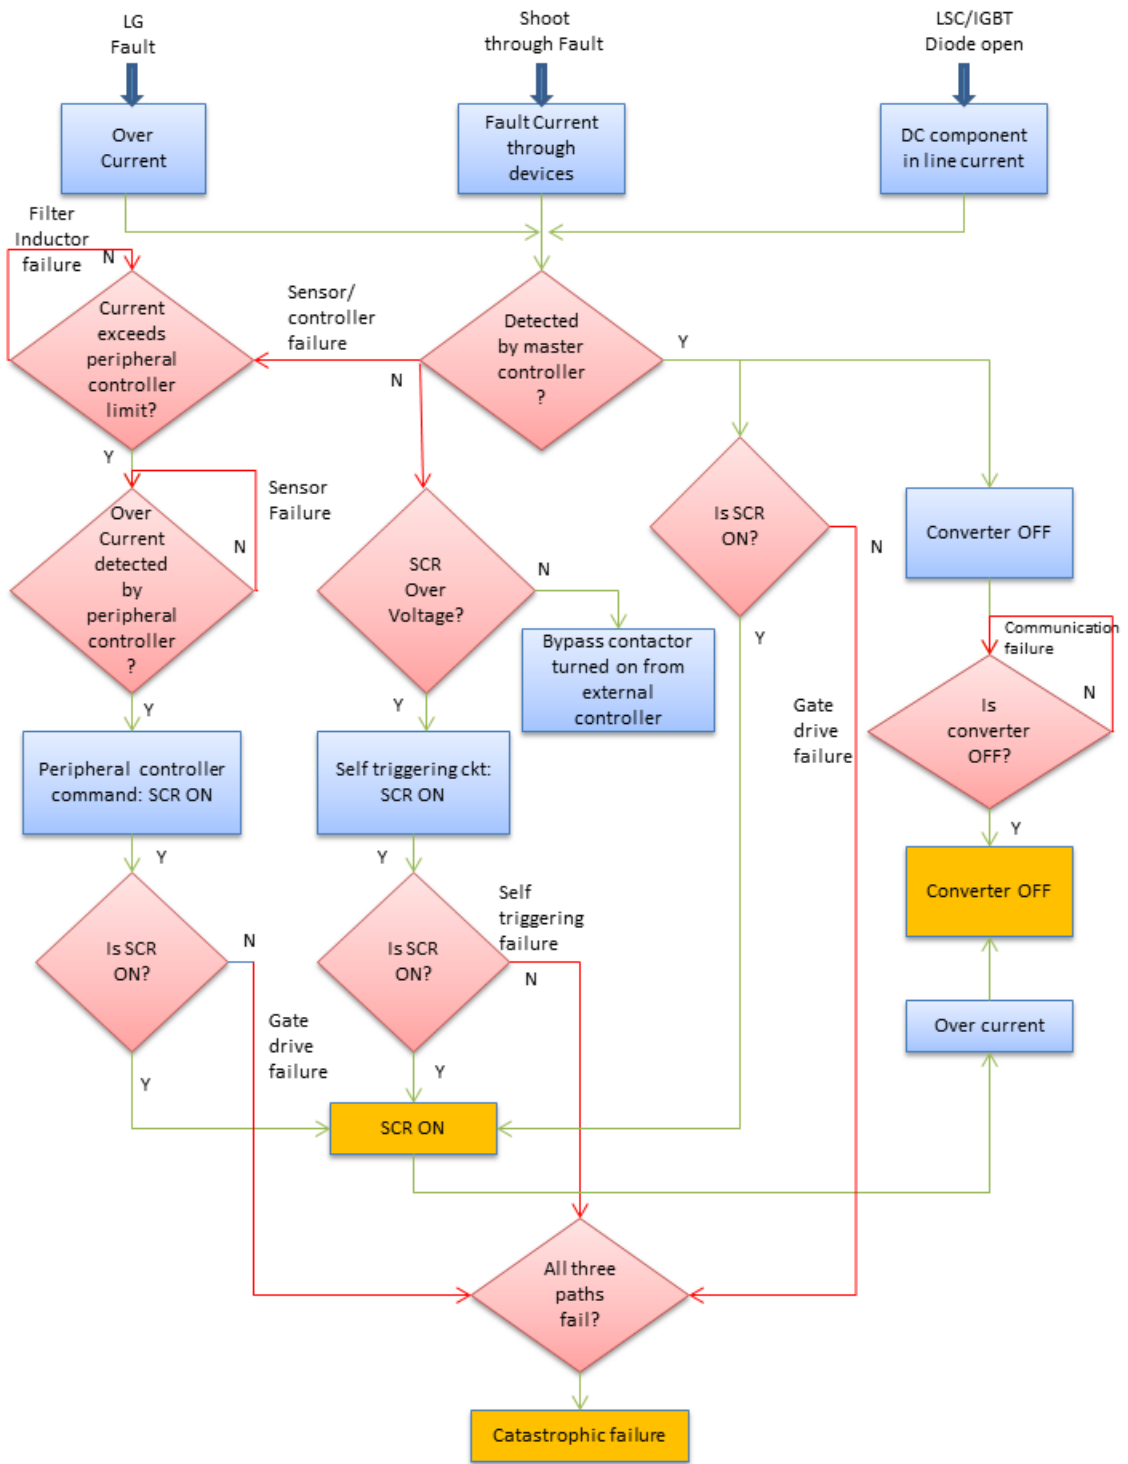 LG
Fault
Shoot
through Fault
LSC/IGBT
Diode open
Over
Current
Fault Current
through
devices
DC component
in line current
Filter
Inductor
failure
N
Current
exceeds
peripheral
controller
limit?
Sensor/
controller
failure
N
Detected
by master
controller
?
Y
Y
Sensor
Failure
N
Over
Current
detected
by
peripheral
controller
?
SCR
Over
Voltage?
N
Is SCR
ON?
N
Converter OFF
Communication
failure
N
Bypass contactor
turned on from
external
controller
Y
Is
converter
OFF?
Y
Y
Gate
drive
failure
Peripheral controller
command: SCR ON
Self triggering ckt:
SCR ON
Y
Y
Y
Converter OFF
Is SCR
ON?
N
Is SCR
ON?
Self
triggering
failure
N
Gate
drive
failure
Over current
Y
Y
SCR ON
All three
paths
fail?
Catastrophic failure